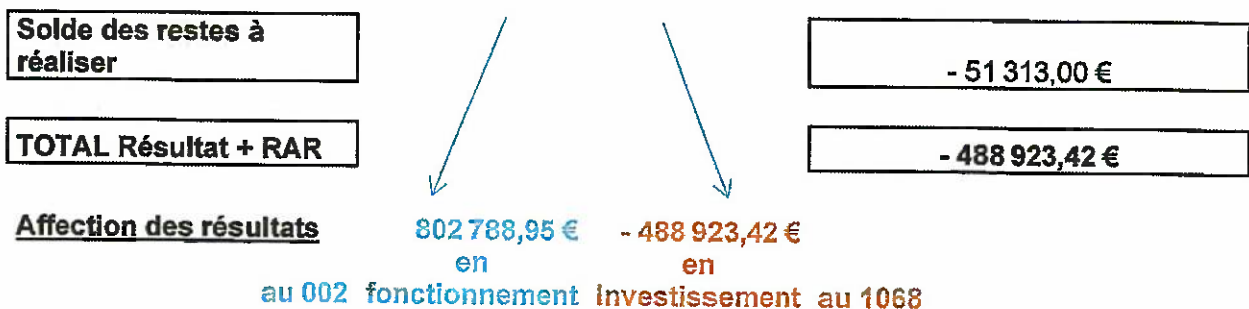 Solde des restes à
réaliser
- 51 313,00 €
TOTAL Résultat + RAR
- 488 923,42 €
Affection des résultats
802 788,95 € - 488 923,42 €
en en
au 002 fonctionnement Investissement au 1068